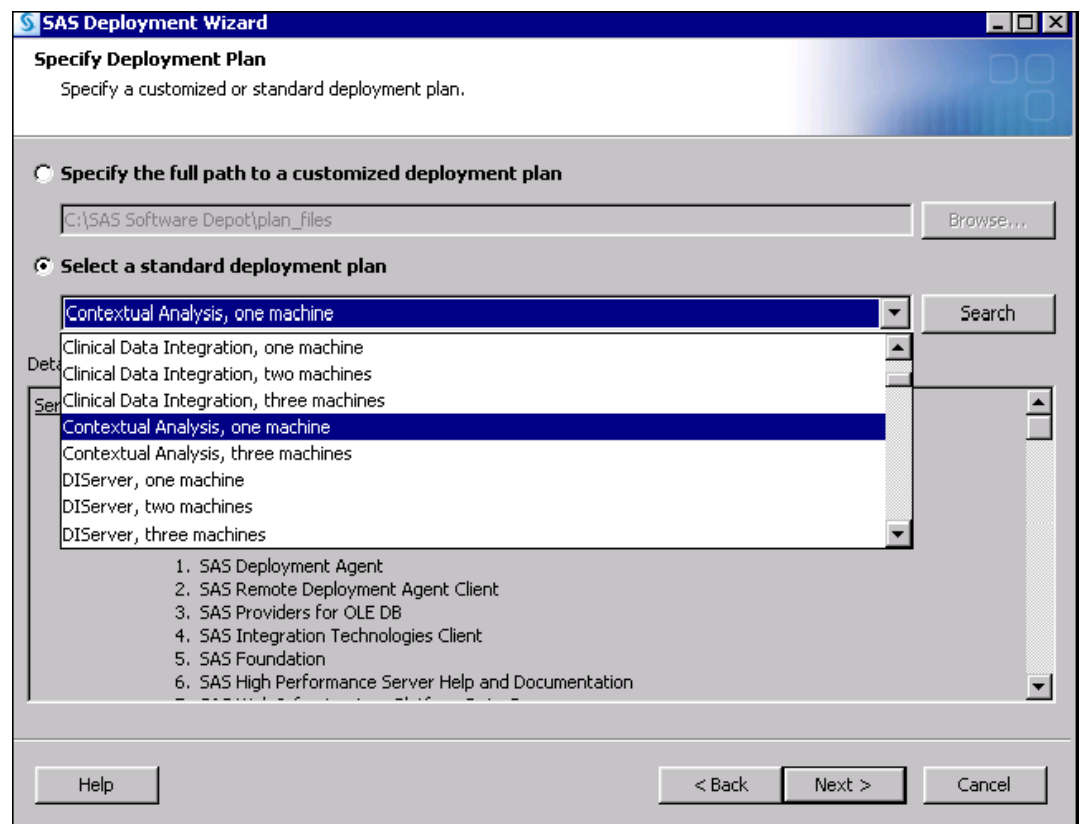 SAS Deployment Wizard
Specify Deployment Plan
Specify a customized or standard deployment plan.
Specify the full path to a customized deployment plan
C:\SAS Software Depot\plan_files
Browse...
Select a standard deployment plan
Contextual Analysis, one machine
Search
Clinical Data Integration, one machine
Deta
Clinical Data Integration, two machines
Ser
Clinical Data Integration, three machines
Contextual Analysis, one machine
Contextual Analysis, three machines
DIServer, one machine
DIServer, two machines
DIServer, three machines
1. SAS Deployment Agent
2. SAS Remote Deployment Agent Client
3. SAS Providers for OLE DB
4. SAS Integration Technologies Client
5. SAS Foundation
6. SAS High Performance Server Help and Documentation
Help
< Back
Next >
Cancel